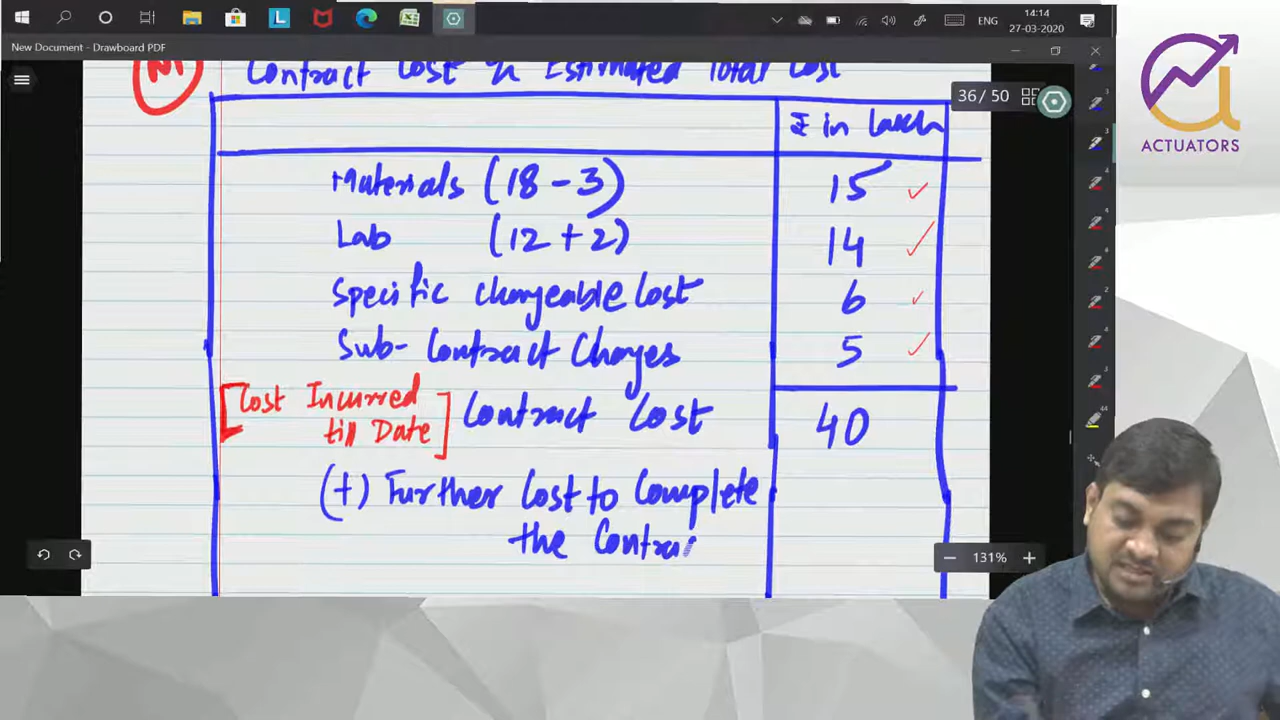 14:14
ENG
27-03-2020
New Document - Drawboard PDF
W1
Contract Cost & Estimated Total Cost
36 / 50
₹ in lakh
Materials (18 - 3) 15
Lab (12 + 2) 14
Specific chargeable Cost 6
Sub- Contract Charges 5
[Cost Incurred till Date] Contract Cost 40
(+) Further Cost to Complete
the Contra
131%
ACTUATORS